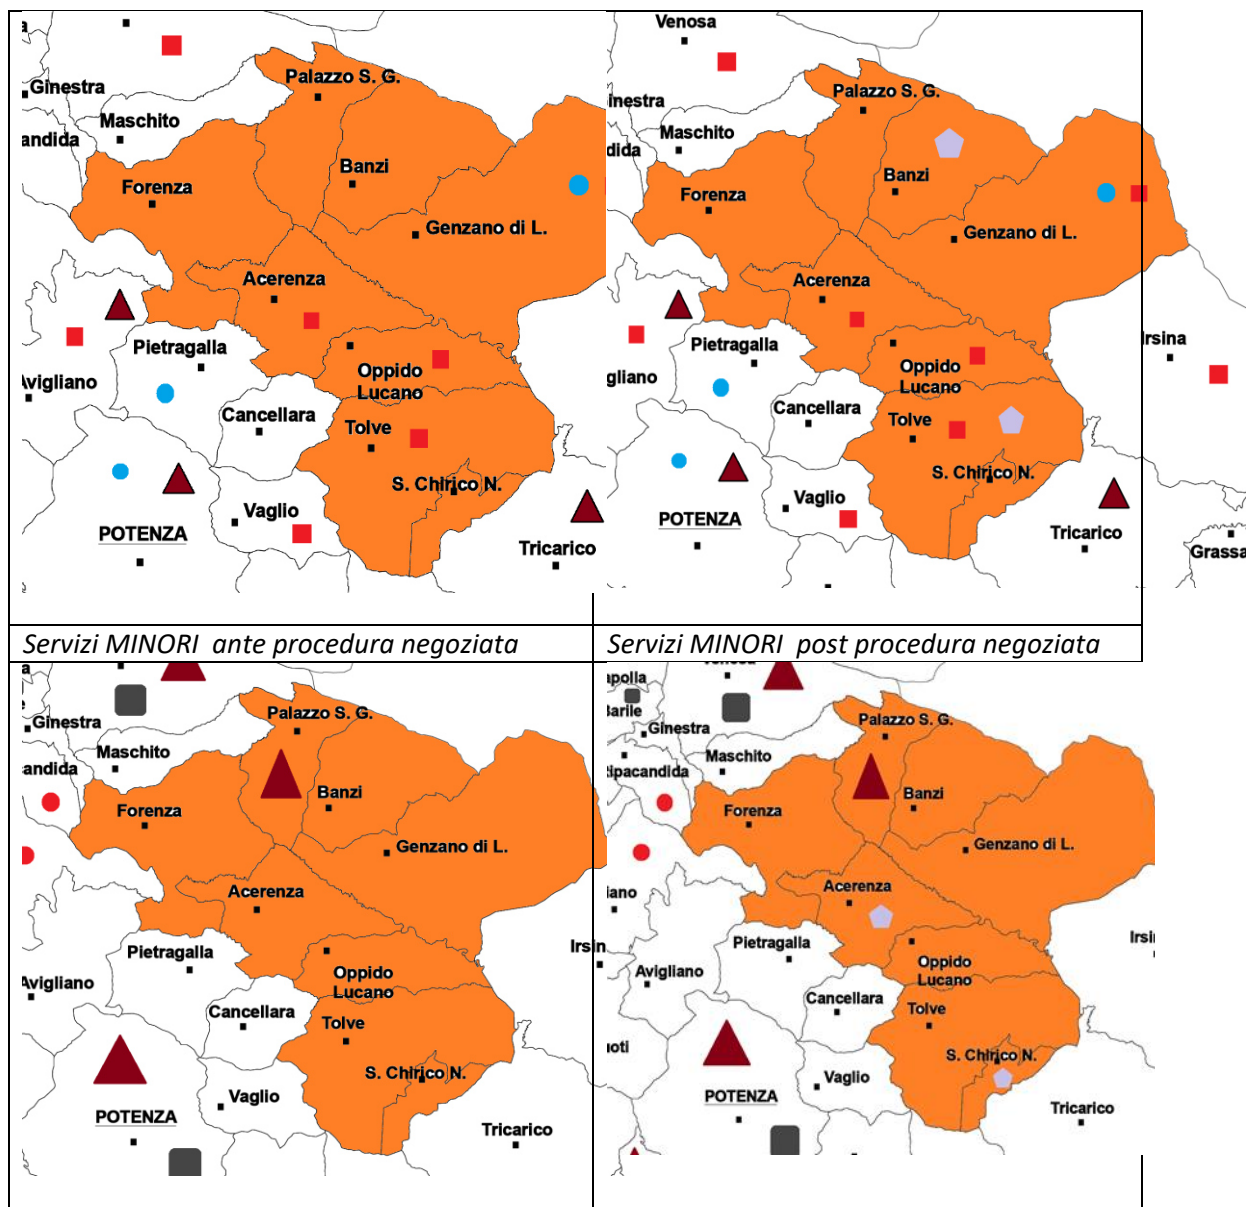 Ginestra
andida
Maschito
Palazzo S. G.
Banzi
Forenza
Genzano di L.
Acerenza
Pietragalla
Avigliano
Oppido
Lucano
Cancellara
Tolve
S. Chirico N.
Vaglio
POTENZA
Tricarico
Venosa
inestra
dida
Maschito
Palazzo S. G.
Banzi
Forenza
Genzano di L.
Acerenza
Irsina
Pietragalla
gliano
Oppido
Lucano
Cancellara
Tolve
S. Chirico N.
Vaglio
POTENZA
Tricarico
Grassa
Servizi MINORI ante procedura negoziata
Servizi MINORI post procedura negoziata
Ginestra
andida
Maschito
Palazzo S. G.
Banzi
Forenza
Genzano di L.
Acerenza
Pietragalla
Irsin
Avigliano
Oppido
Lucano
Cancellara
Tolve
S. Chirico N.
Vaglio
POTENZA
Tricarico
apolla
Barile
Ginestra
Maschito
Palazzo S. G.
Ripacandida
Banzi
Forenza
Genzano di L.
Acerenza
iano
Pietragalla
Irsi
Avigliano
Oppido
Lucano
Cancellara
Tolve
uoti
S. Chirico N.
Vaglio
POTENZA
Tricarico